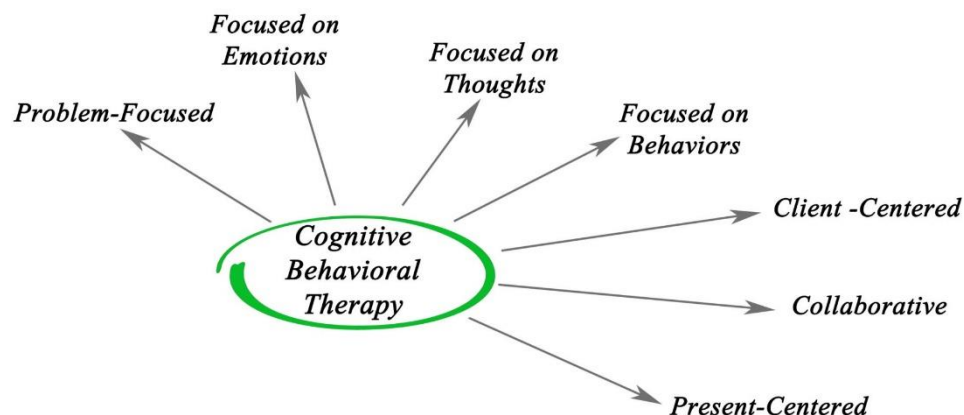 Focused on
Emotions
Focused on
Thoughts
Problem-Focused
Focused on
Behaviors
Client -Centered
Cognitive
Behavioral
Therapy
Collaborative
Present-Centered